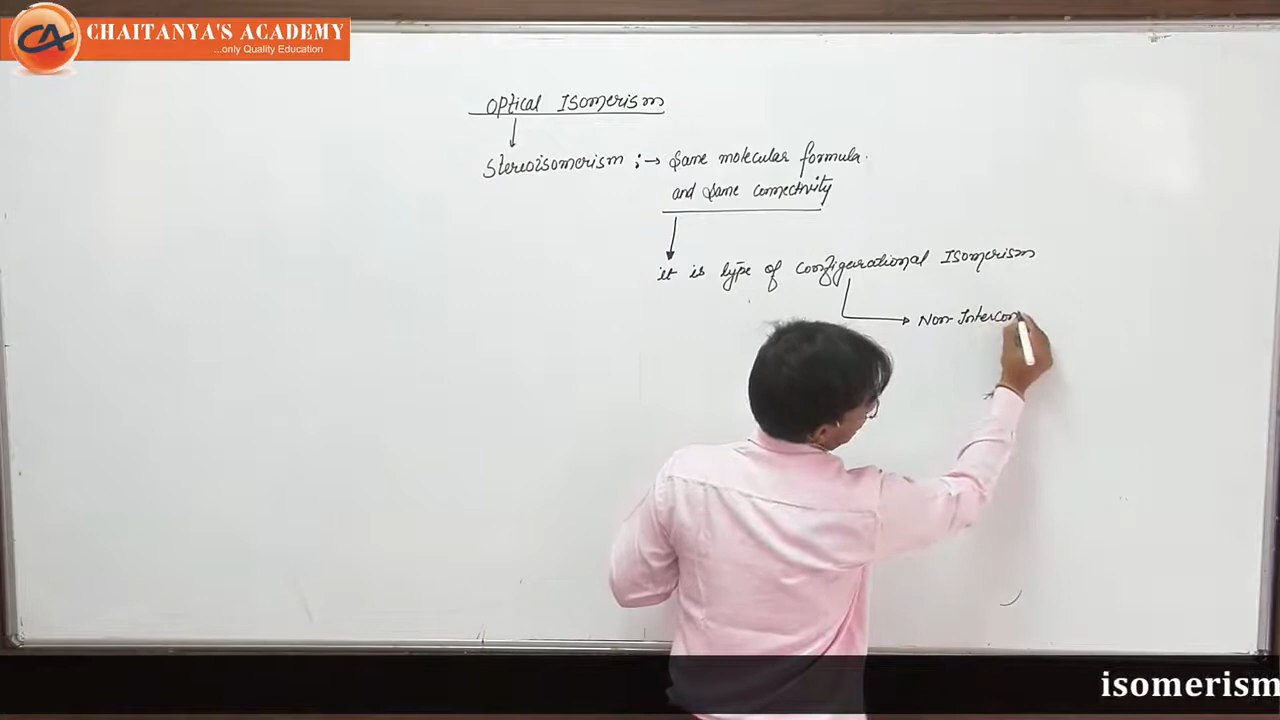 CHAITANYA'S ACADEMY
...only Quality Education
CA
Optical Isomerism
Stereoisomerism ; → Same molecular formula.
and Same connectivity
it is type of configurational Isomerism
Non-Intercon
isomerism